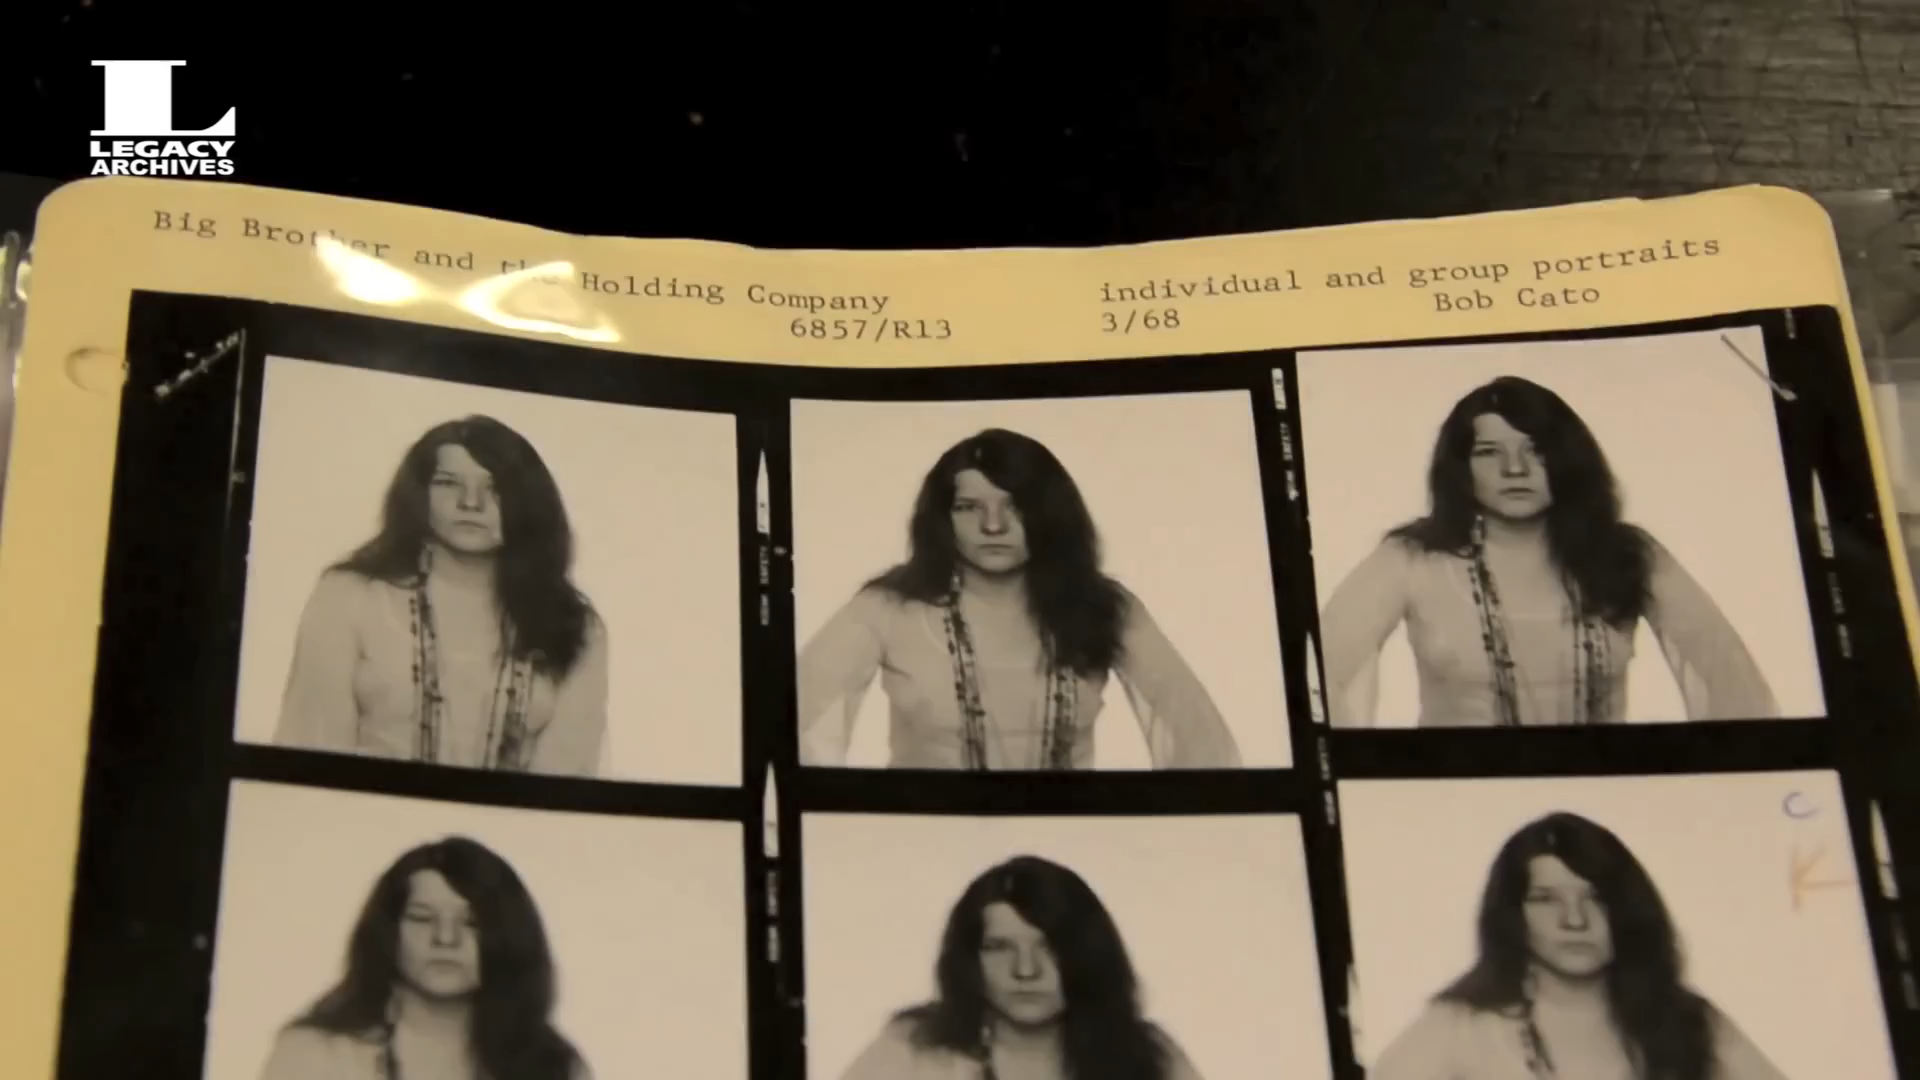 LEGACY
ARCHIVES
Big Brother and the Holding Company
6857/R13
individual and group portraits
3/68
Bob Cato
C
K